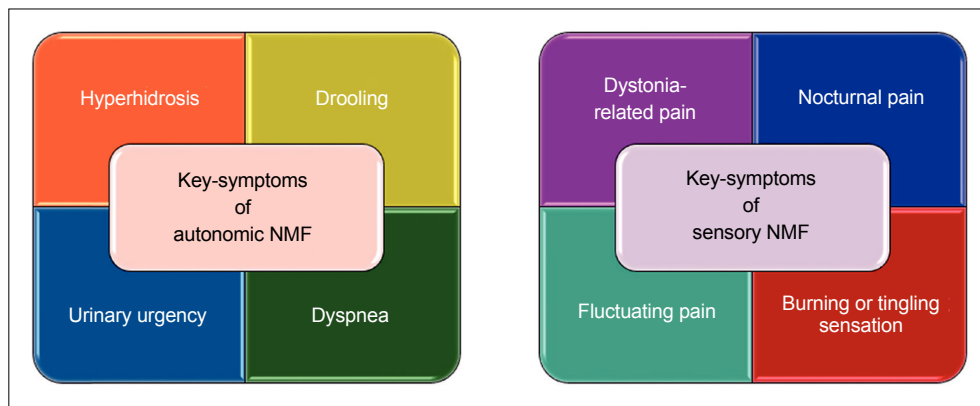 Hyperhidrosis
Drooling
Key-symptoms
of
autonomic NMF
Urinary urgency
Dyspnea
Dystonia-
related pain
Nocturnal pain
Key-symptoms
of
sensory NMF
Fluctuating pain
Burning or tingling
sensation